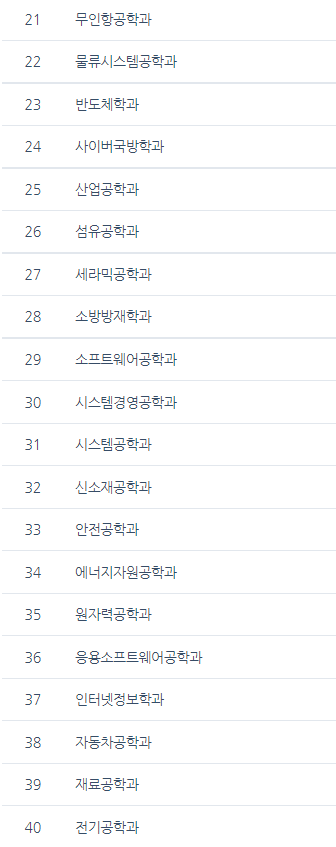 21 무인항공학과
22 물류시스템공학과
23 반도체학과
24 사이버국방학과
25 산업공학과
26 섬유공학과
27 세라믹공학과
28 소방방재학과
29 소프트웨어공학과
30 시스템경영공학과
31 시스템공학과
32 신소재공학과
33 안전공학과
34 에너지자원공학과
35 원자력공학과
36 응용소프트웨어공학과
37 인터넷정보학과
38 자동차공학과
39 재료공학과
40 전기공학과